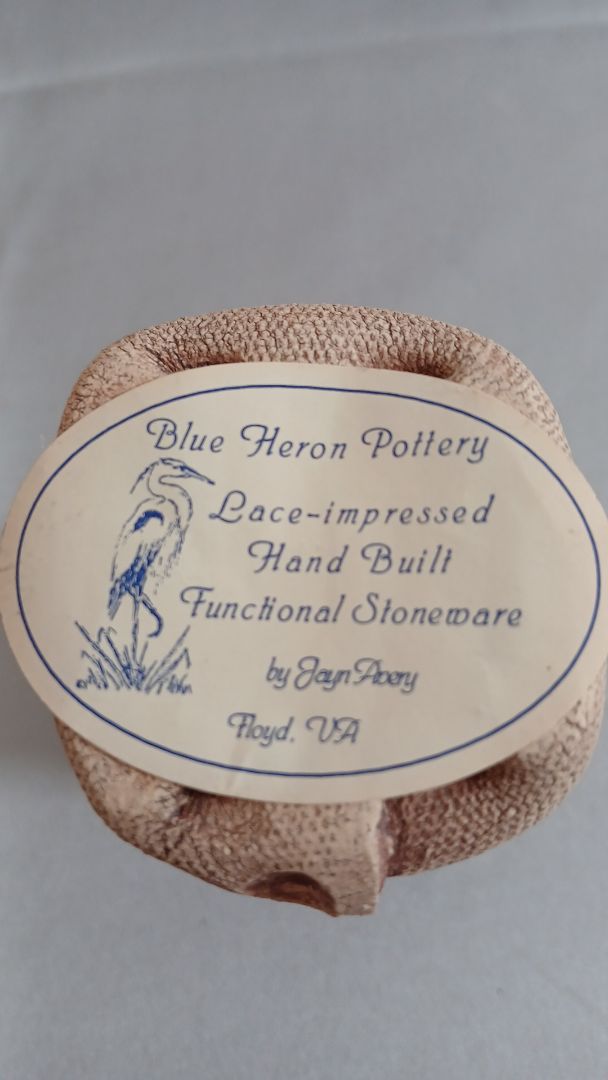 Blue Heron Pottery
Lace-impressed
Hand Built
Functional Stoneware
by Jayn Avery
Floyd, VA